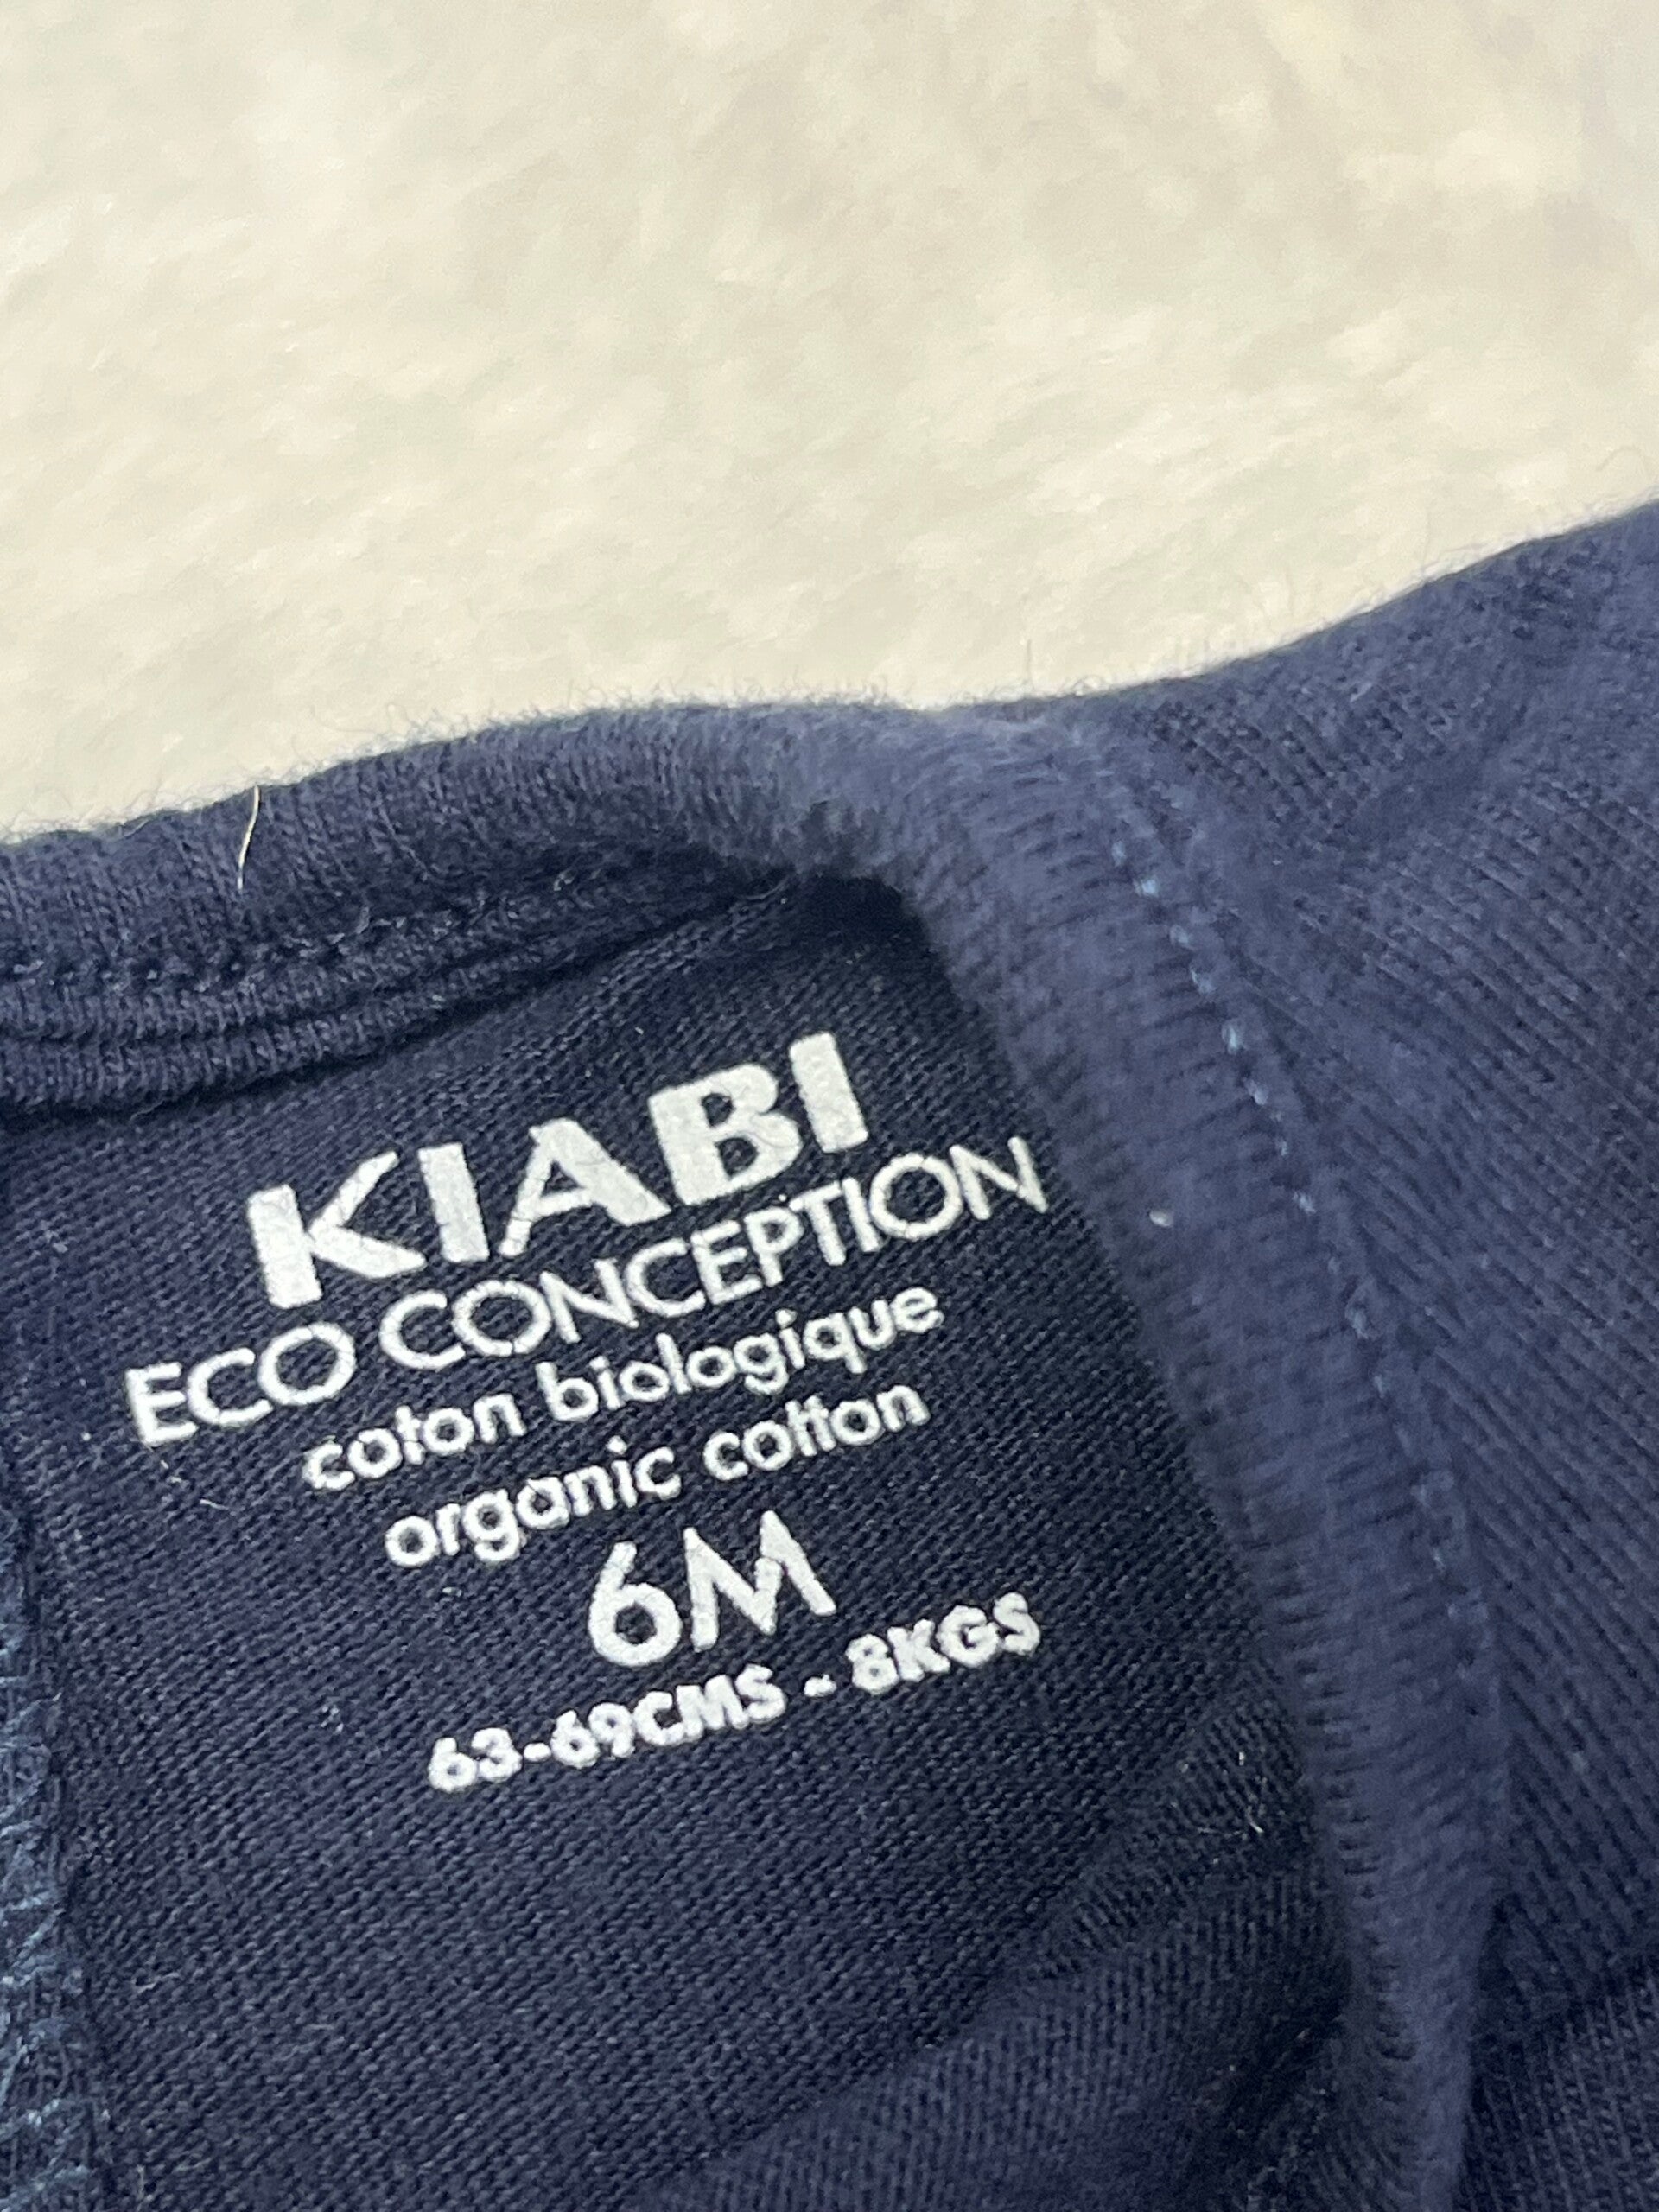 KIABI
ECO CONCEPTION
coton biologique
organic cotton
6M
63-69CMS - 8KGS